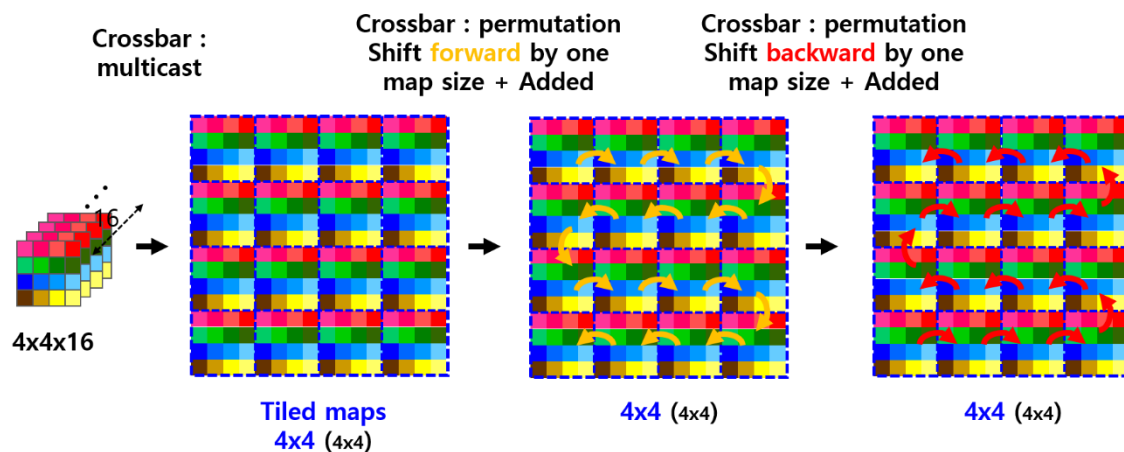 Crossbar :
multicast
Crossbar : permutation
Shift forward by one
map size + Added
Crossbar : permutation
Shift backward by one
map size + Added
16
4x4x16
Tiled maps
4x4 (4x4)
4x4 (4x4)
4x4 (4x4)